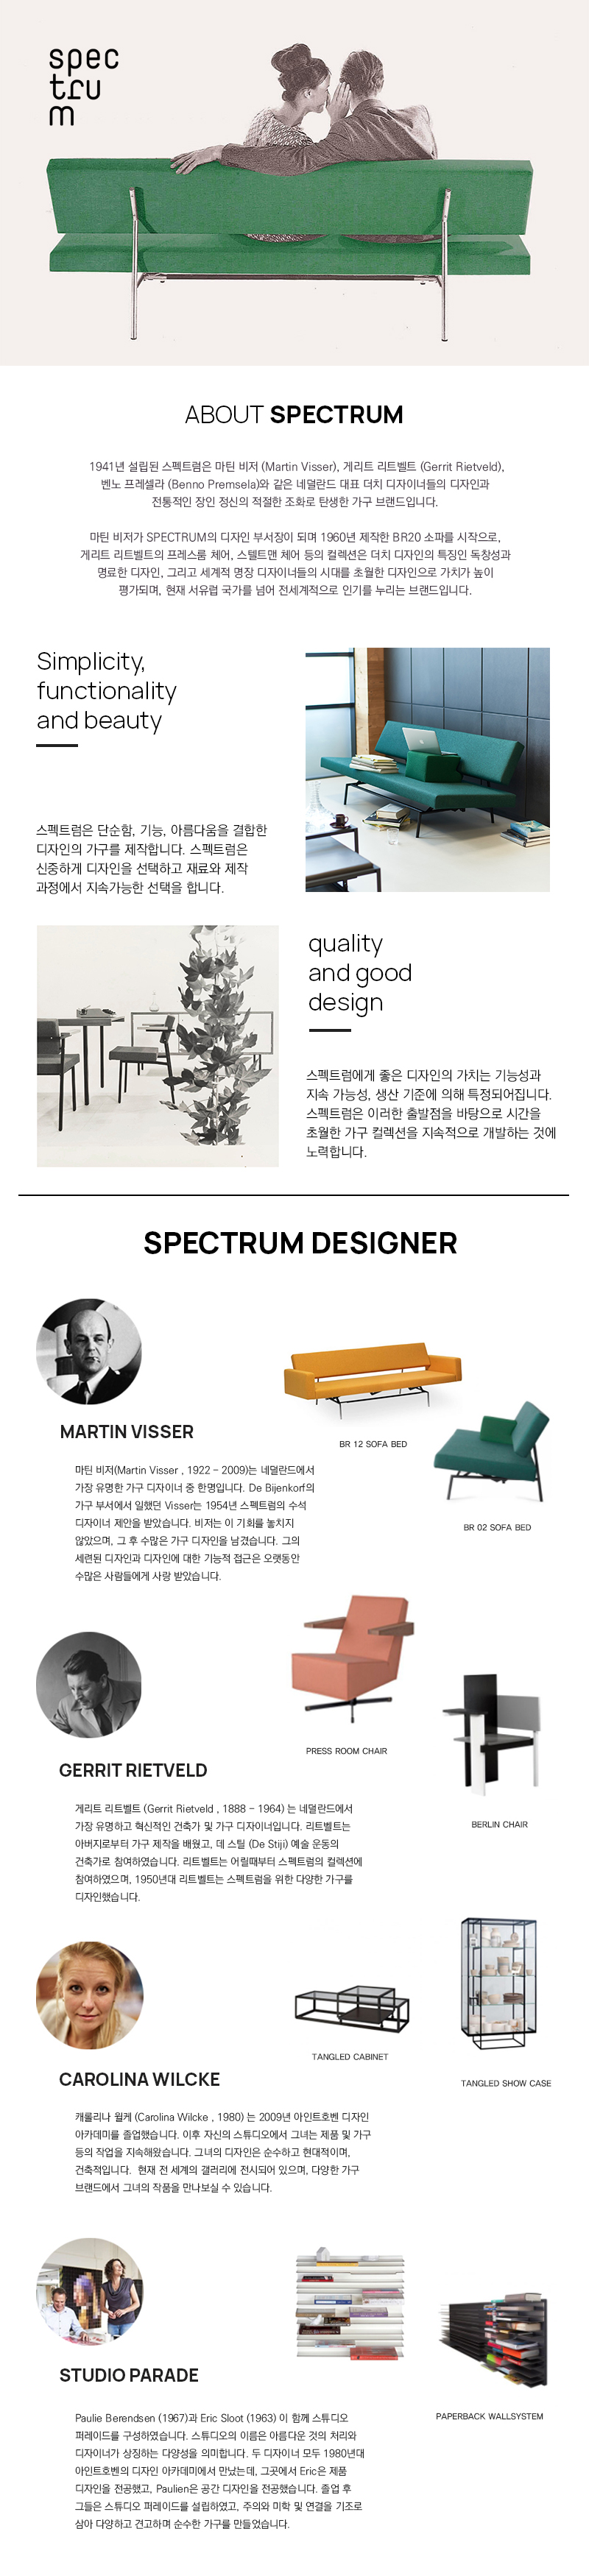 spec
tru
m
ABOUT SPECTRUM
1941년 설립된 스펙트럼은 마틴 비저 (Martin Visser), 게리트 리트벨트 (Gerrit Rietveld),
벤노 프레셀라 (Benno Premsela)와 같은 네덜란드 대표 더치 디자이너들의 디자인과
전통적인 장인 정신의 적절한 조화로 탄생한 가구 브랜드입니다.
마틴 비저가 SPECTRUM의 디자인 부서장이 되며 1960년 제작한 BR20 소파를 시작으로,
게리트 리트벨트의 프레스룸 체어, 스텔트맨 체어 등의 컬렉션은 더치 디자인의 특징인 독창성과
명료한 디자인, 그리고 세계적 명장 디자이너들의 시대를 초월한 디자인으로 가치가 높이
평가되며, 현재 서유럽 국가를 넘어 전세계적으로 인기를 누리는 브랜드입니다.
Simplicity,
functionality
and beauty
스펙트럼은 단순함, 기능, 아름다움을 결합한
디자인의 가구를 제작합니다. 스펙트럼은
신중하게 디자인을 선택하고 재료와 제작
과정에서 지속가능한 선택을 합니다.
quality
and good
design
스펙트럼에게 좋은 디자인의 가치는 기능성과
지속 가능성, 생산 기준에 의해 특정되어집니다.
스펙트럼은 이러한 출발점을 바탕으로 시간을
초월한 가구 컬렉션을 지속적으로 개발하는 것에
노력합니다.
SPECTRUM DESIGNER
BR 12 SOFA BED
BR 02 SOFA BED
MARTIN VISSER
마틴 비저(Martin Visser , 1922 – 2009)는 네덜란드에서
가장 유명한 가구 디자이너 중 한명입니다. De Bijenkorf의
가구 부서에서 일했던 Visser는 1954년 스펙트럼의 수석
디자이너 제안을 받았습니다. 비저는 이 기회를 놓치지
않았으며, 그 후 수많은 가구 디자인을 남겼습니다. 그의
세련된 디자인과 디자인에 대한 기능적 접근은 오랫동안
수많은 사람들에게 사랑 받았습니다.
PRESS ROOM CHAIR
BERLIN CHAIR
GERRIT RIETVELD
게리트 리트벨트 (Gerrit Rietveld , 1888 – 1964) 는 네덜란드에서
가장 유명하고 혁신적인 건축가 및 가구 디자이너입니다. 리트벨트는
아버지로부터 가구 제작을 배웠고, 데 스틸 (De Stiji) 예술 운동의
건축가로 참여하였습니다. 리트벨트는 어릴때부터 스펙트럼의 컬렉션에
참여하였으며, 1950년대 리트벨트는 스펙트럼을 위한 다양한 가구를
디자인했습니다.
TANGLED CABINET
TANGLED SHOW CASE
CAROLINA WILCKE
캐롤리나 윌케 (Carolina Wilcke , 1980) 는 2009년 아인트호벤 디자인
아카데미를 졸업했습니다. 이후 자신의 스튜디오에서 그녀는 제품 및 가구
등의 작업을 지속해왔습니다. 그녀의 디자인은 순수하고 현대적이며,
건축적입니다. 현재 전 세계의 갤러리에 전시되어 있으며, 다양한 가구
브랜드에서 그녀의 작품을 만나보실 수 있습니다.
PAPERBACK WALLSYSTEM
STUDIO PARADE
Paulie Berendsen (1967)과 Eric Sloot (1963) 이 함께 스튜디오
퍼레이드를 구성하였습니다. 스튜디오의 이름은 아름다운 것의 처리와
디자이너가 상징하는 다양성을 의미합니다. 두 디자이너 모두 1980년대
아인트호벤의 디자인 아카데미에서 만났는데, 그곳에서 Eric은 제품
디자인을 전공했고, Paulien은 공간 디자인을 전공했습니다. 졸업 후
그들은 스튜디오 퍼레이드를 설립하였고, 주의와 미학 및 연결을 기조로
삼아 다양하고 견고하며 순수한 가구를 만들었습니다.